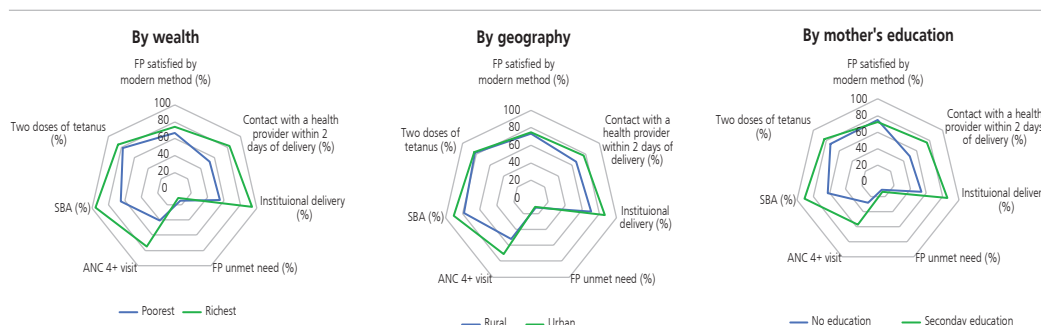 By wealth
FP satisfied by
modern method (%)
100
80
60
40
20
0
Two doses of tetanus
(%)
Contact with a health
provider within 2
days of delivery (%)
SBA (%)
Instituional delivery
(%)
ANC 4+ visit
FP unmet need (%)
Poorest
Richest
By geography
FP satisfied by
modern method (%)
100
80
60
40
20
0
Two doses of
tetanus (%)
Contact with a
health provider
within 2 days of
delivery (%)
SBA (%)
Instituional
delivery (%)
ANC 4+ visit
FP unmet need (%)
Rural
Urban
By mother's education
FP satisfied by
modern method (%)
100
80
60
40
20
0
Two doses of tetanus
(%)
Contact with a health
provider within 2 days
of delivery (%)
SBA (%)
Institional delivery
(%)
ANC 4+ visit
FP unmet need (%)
No education
Seconday education